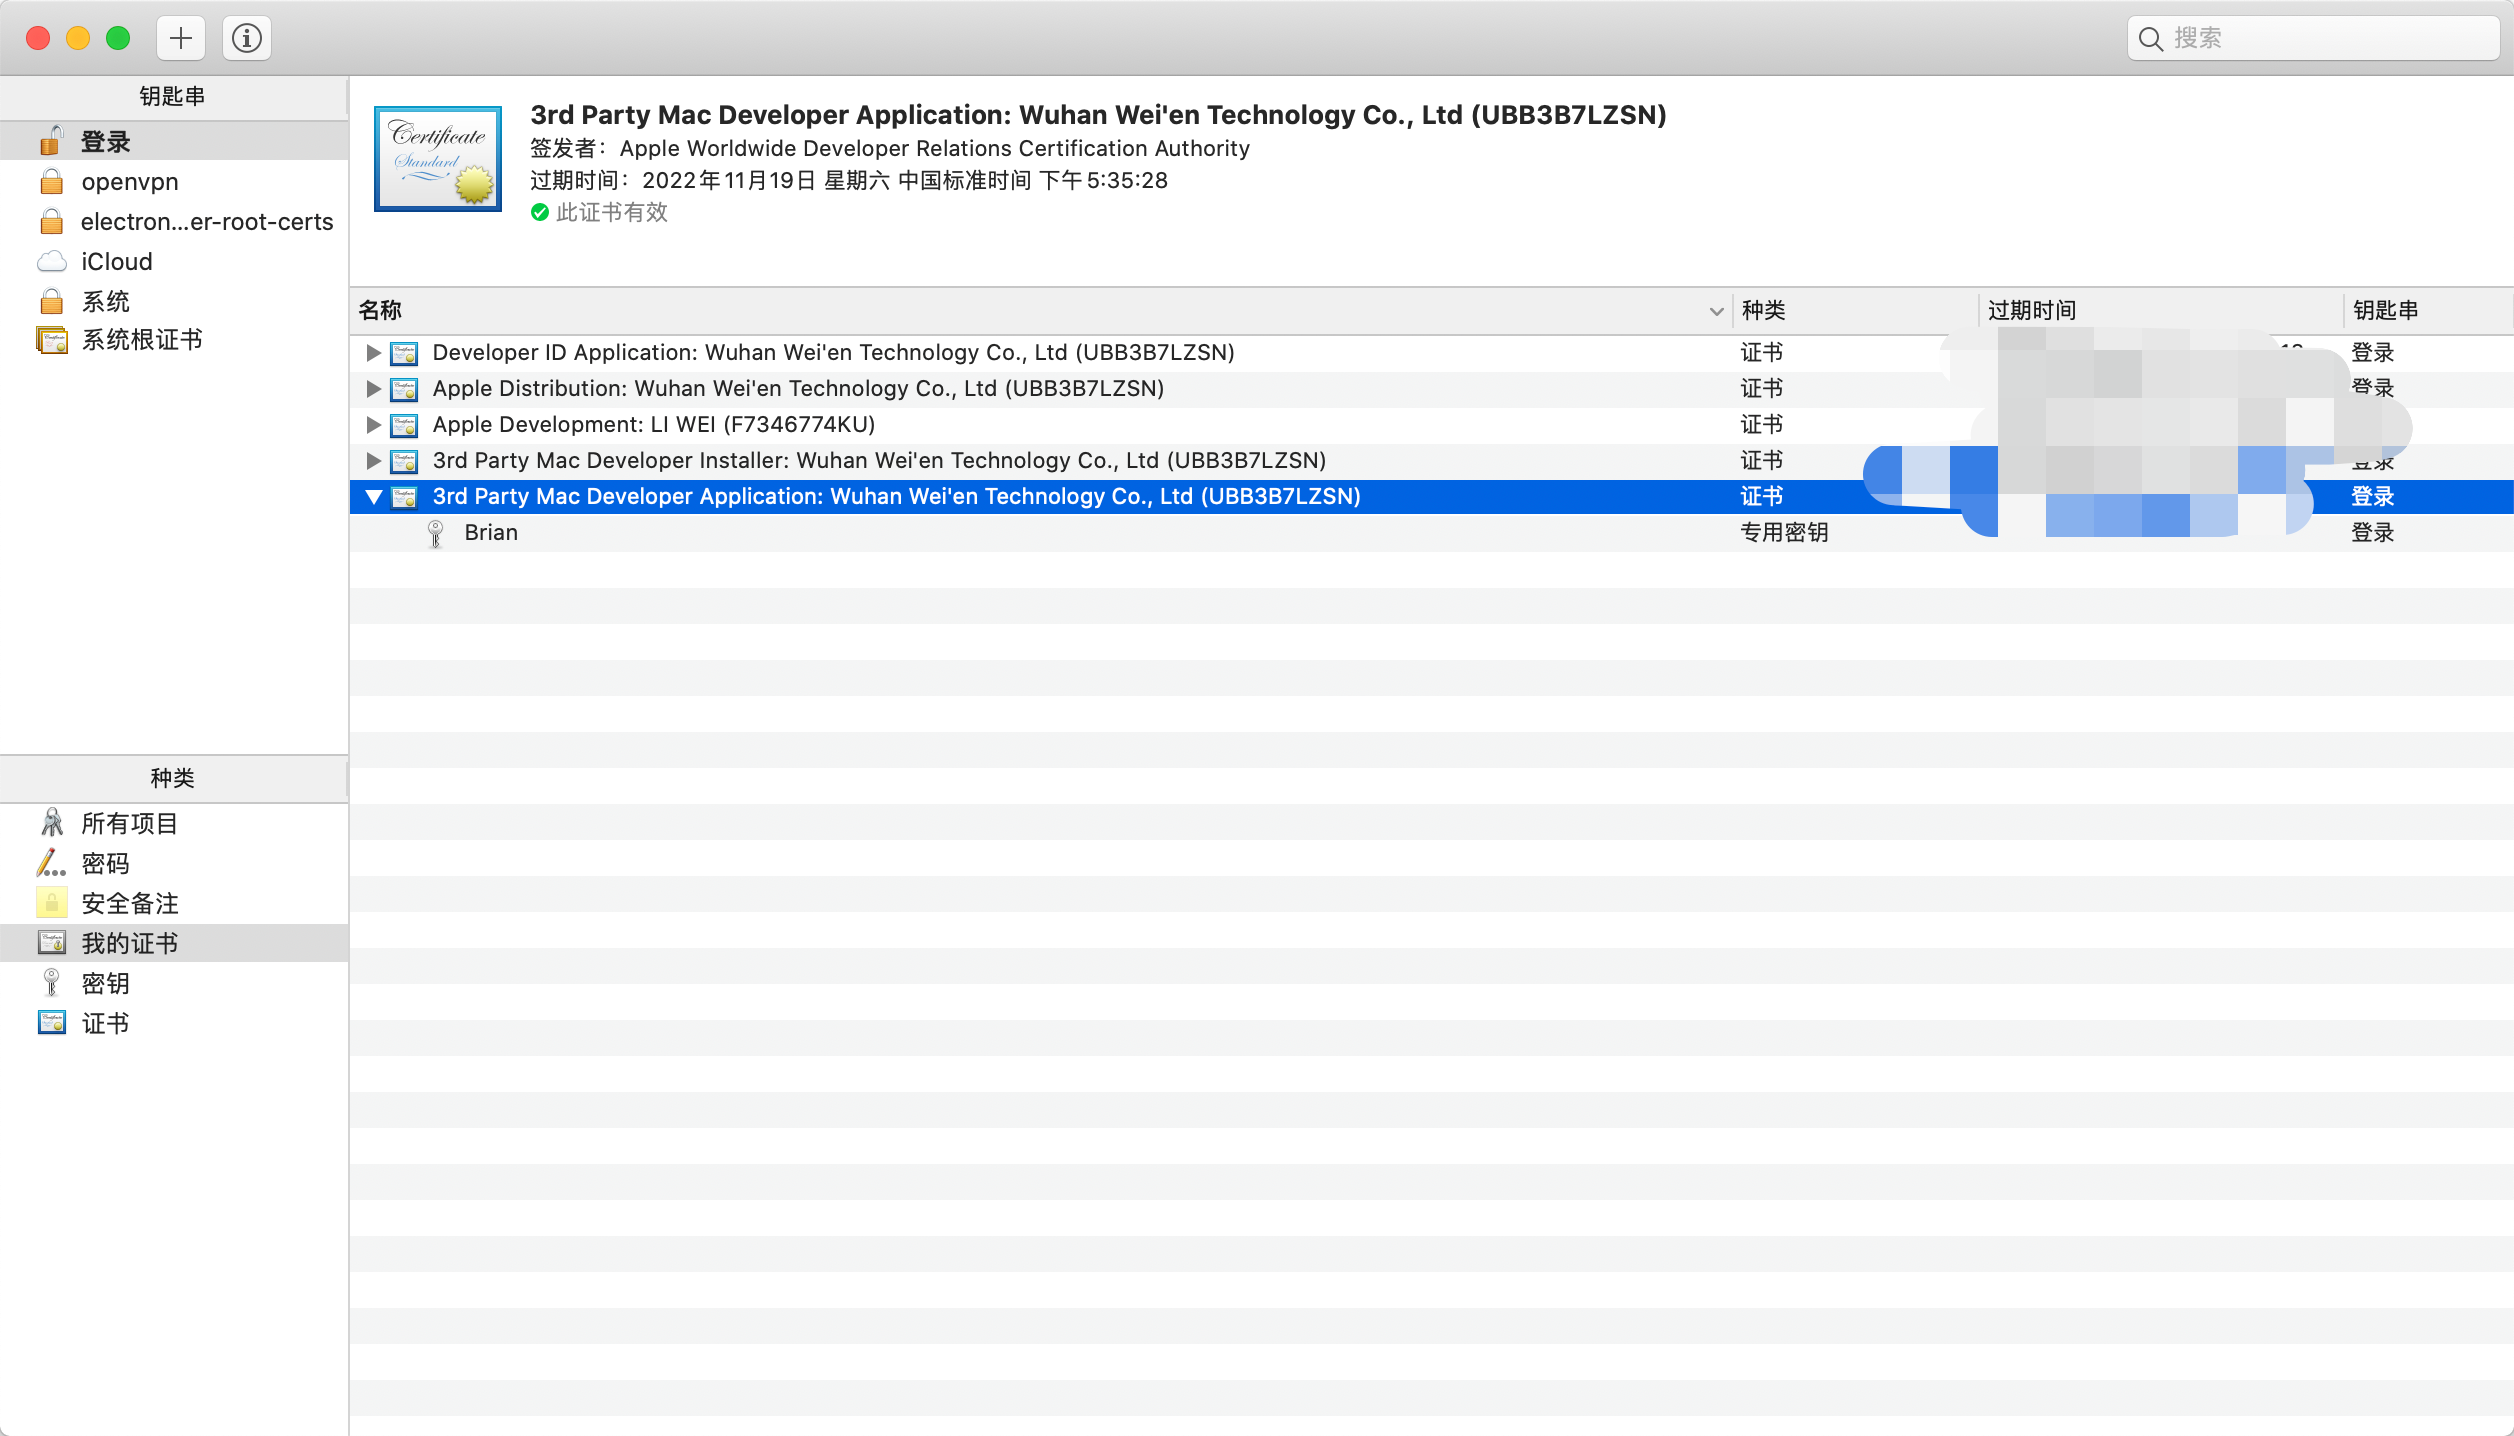 搜索
钥匙串
登录
openvpn
electron...er-root-certs
iCloud
系统
系统根证书
种类
所有项目
密码
安全备注
我的证书
密钥
证书
Certificate
Standard
3rd Party Mac Developer Application: Wuhan Wei'en Technology Co., Ltd (UBB3B7LZSN)
签发者：Apple Worldwide Developer Relations Certification Authority
过期时间：2022年11月19日 星期六 中国标准时间 下午5:35:28
此证书有效
名称 种类 过期时间 钥匙串
Developer ID Application: Wuhan Wei'en Technology Co., Ltd (UBB3B7LZSN) 证书 登录
Apple Distribution: Wuhan Wei'en Technology Co., Ltd (UBB3B7LZSN) 证书 登录
Apple Development: LI WEI (F7346774KU) 证书
3rd Party Mac Developer Installer: Wuhan Wei'en Technology Co., Ltd (UBB3B7LZSN) 证书 登录
3rd Party Mac Developer Application: Wuhan Wei'en Technology Co., Ltd (UBB3B7LZSN) 证书 登录
Brian 专用密钥 登录